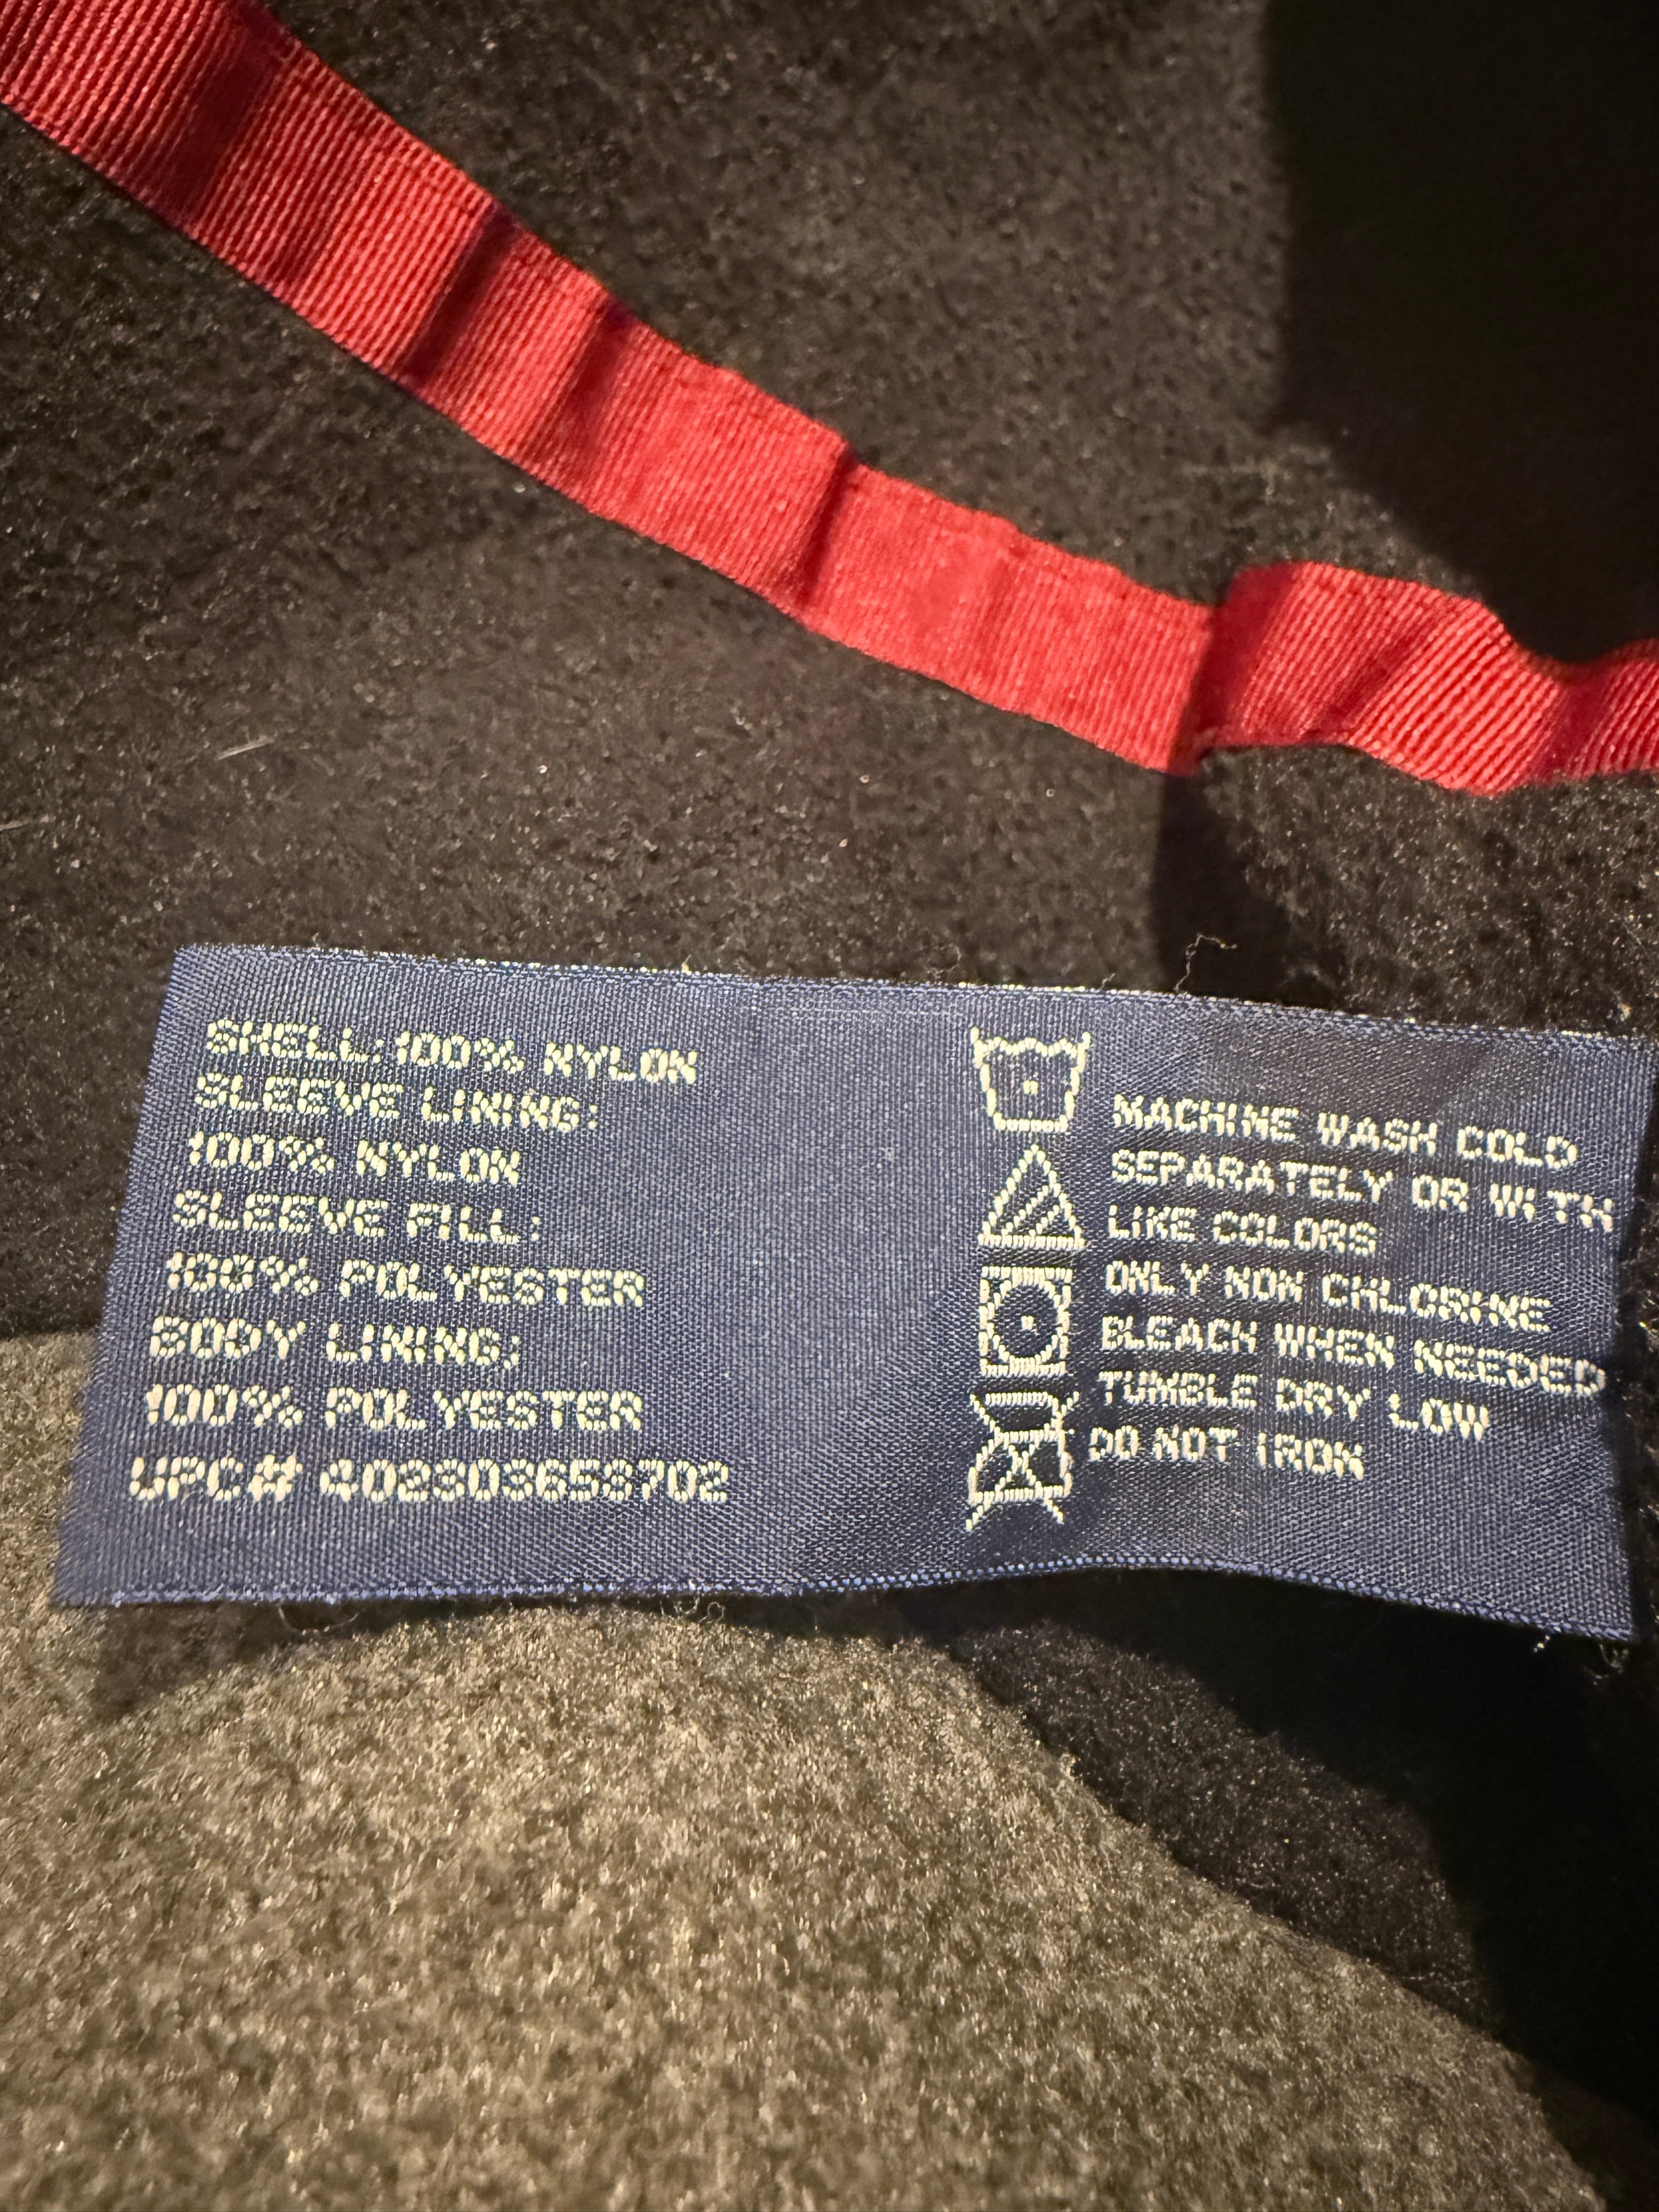 SHELL: 100% NYLON
SLEEVE LINING:
100% NYLON
SLEEVE FILL:
100% POLYESTER
BODY LINING:
100% POLYESTER
UPC# 402303653702
MACHINE WASH COLD
SEPARATELY OR WITH
LIKE COLORS
ONLY NON CHLORINE
BLEACH WHEN NEEDED
TUMBLE DRY LOW
DO NOT IRON